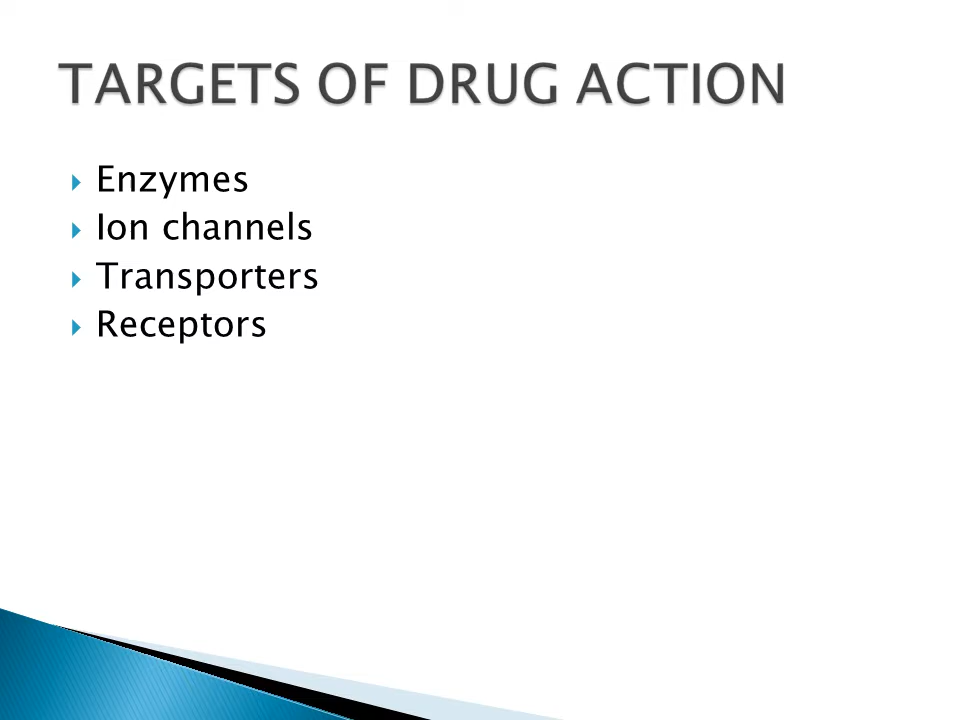 TARGETS OF DRUG ACTION
Enzymes
Ion channels
Transporters
Receptors